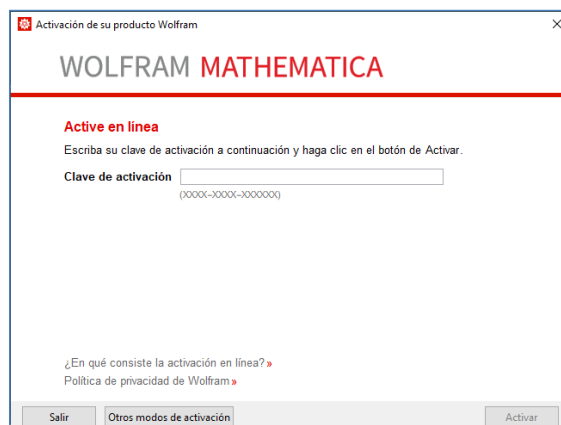 Activación de su producto Wolfram
WOLFRAM MATHEMATICA
Active en línea
Escriba su clave de activación a continuación y haga clic en el botón de Activar.
Clave de activación
(XXXX-XXXX-XXXXXX)
¿En qué consiste la activación en línea? »
Política de privacidad de Wolfram »
Salir Otros modos de activación Activar